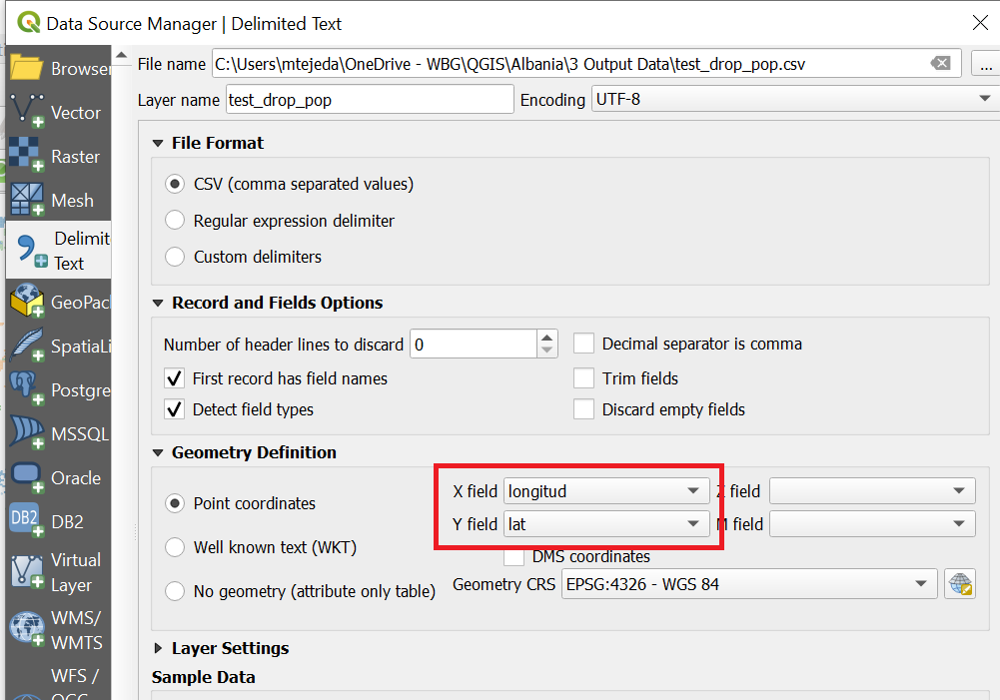 Data Source Manager | Delimited Text
File name C:\Users\mtejeda\OneDrive - WBG\QGIS\Albania\3 Output Data\test_drop_pop.csv ...
Layer name test_drop_pop Encoding UTF-8
Browser
Vector
Raster
Mesh
Delimit
Text
GeoPac
SpatiaLi
Postgre
MSSQL
Oracle
DB2
DB2
Virtual
Layer
WMS/
WMTS
WFS /
OGC
File Format
CSV (comma separated values)
Regular expression delimiter
Custom delimiters
Record and Fields Options
Number of header lines to discard 0 Decimal separator is comma
First record has field names Trim fields
Detect field types Discard empty fields
Geometry Definition
Point coordinates
Well known text (WKT)
No geometry (attribute only table)
X field longitud Z field
Y field lat M field
DMS coordinates
Geometry CRS EPSG:4326 - WGS 84
Layer Settings
Sample Data